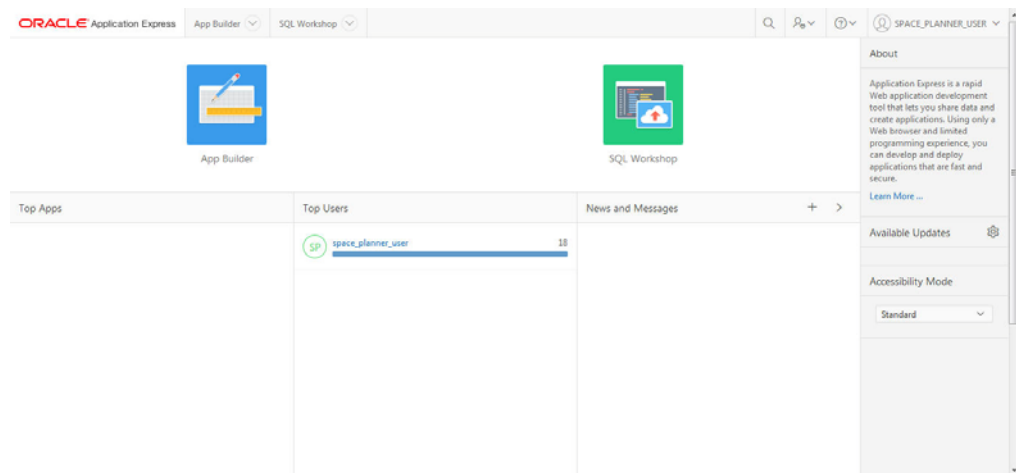 ORACLE Application Express
App Builder
SQL Workshop
SPACE_PLANNER_USER
App Builder
SQL Workshop
About
Application Express is a rapid
Web application development
tool that lets you share data and
create applications. Using only a
Web browser and limited
programming experience, you
can develop and deploy
applications that are fast and
secure.
Learn More ...
Top Apps
Top Users
News and Messages
SP
space_planner_user
18
Available Updates
Accessibility Mode
Standard